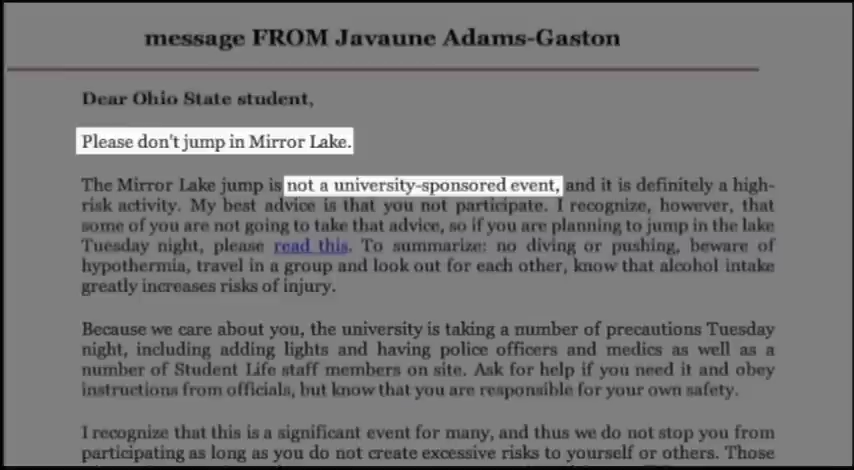 message FROM Javaune Adams-Gaston
Dear Ohio State student,
Please don't jump in Mirror Lake.
The Mirror Lake jump is not a university-sponsored event, and it is definitely a high-
risk activity. My best advice is that you not participate. I recognize, however, that
some of you are not going to take that advice, so if you are planning to jump in the lake
Tuesday night, please read this. To summarize: no diving or pushing, beware of
hypothermia, travel in a group and look out for each other, know that alcohol intake
greatly increases risks of injury.
Because we care about you, the university is taking a number of precautions Tuesday
night, including adding lights and having police officers and medics as well as a
number of Student Life staff members on site. Ask for help if you need it and obey
instructions from officials, but know that you are responsible for your own safety.
I recognize that this is a significant event for many, and thus we do not stop you from
participating as long as you do not create excessive risks to yourself or others. Those